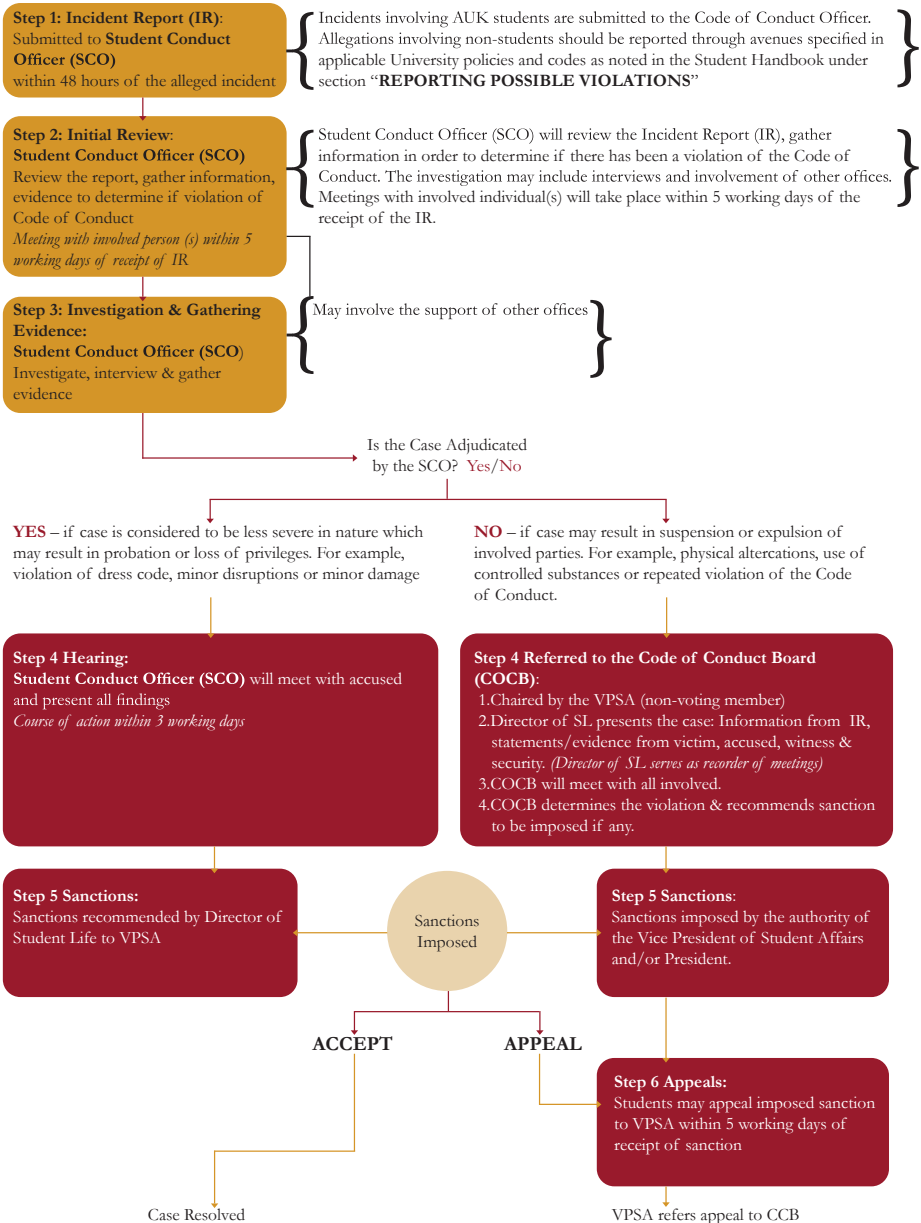 Step 1: Incident Report (IR):
Submitted to Student Conduct
Officer (SCO)
within 48 hours of the alleged incident
Incidents involving AUK students are submitted to the Code of Conduct Officer.
Allegations involving non-students should be reported through avenues specified in
applicable University policies and codes as noted in the Student Handbook under
section “REPORTING POSSIBLE VIOLATIONS”
Step 2: Initial Review:
Student Conduct Officer (SCO)
Review the report, gather information,
evidence to determine if violation of
Code of Conduct
Meeting with involved person (s) within 5
working days of receipt of IR
Student Conduct Officer (SCO) will review the Incident Report (IR), gather
information in order to determine if there has been a violation of the Code of
Conduct. The investigation may include interviews and involvement of other offices.
Meetings with involved individual(s) will take place within 5 working days of the
receipt of the IR.
Step 3: Investigation & Gathering
Evidence:
Student Conduct Officer (SCO)
Investigate, interview & gather
evidence
May involve the support of other offices
Is the Case Adjudicated
by the SCO? Yes/No
YES – if case is considered to be less severe in nature which
may result in probation or loss of privileges. For example,
violation of dress code, minor disruptions or minor damage
NO – if case may result in suspension or expulsion of
involved parties. For example, physical altercations, use of
controlled substances or repeated violation of the Code
of Conduct.
Step 4 Hearing:
Student Conduct Officer (SCO) will meet with accused
and present all findings
Course of action within 3 working days
Step 4 Referred to the Code of Conduct Board
(COCB):
1.Chaired by the VPSA (non-voting member)
2.Director of SL presents the case: Information from IR,
statements/evidence from victim, accused, witness &
security. (Director of SL serves as recorder of meetings)
3.COCB will meet with all involved.
4.COCB determines the violation & recommends sanction
to be imposed if any.
Step 5 Sanctions:
Sanctions recommended by Director of
Student Life to VPSA
Sanctions
Imposed
Step 5 Sanctions:
Sanctions imposed by the authority of
the Vice President of Student Affairs
and/or President.
ACCEPT
APPEAL
Step 6 Appeals:
Students may appeal imposed sanction
to VPSA within 5 working days of
receipt of sanction
Case Resolved
VPSA refers appeal to CCB